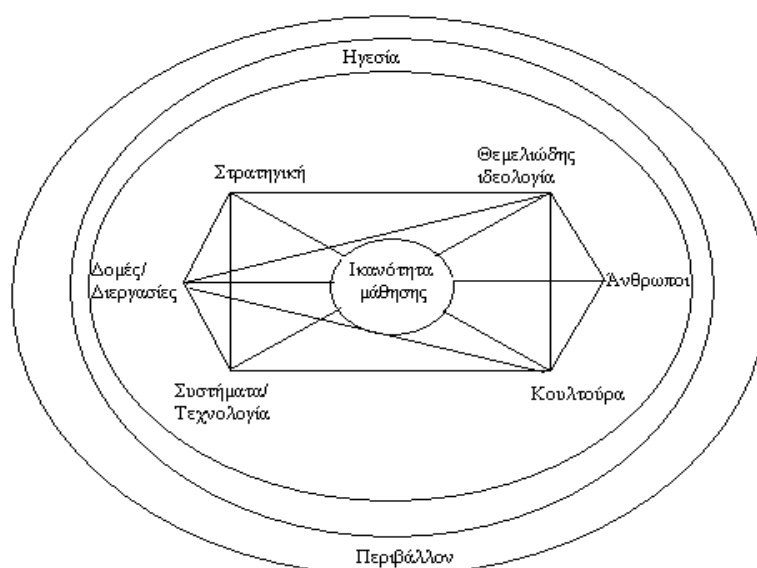 Ηγεσία
Στρατηγική
Θεμελιώδης
ιδεολογία
Δομές/
Διεργασίες
Ικανότητα
μάθησης
Άνθρωποι
Συστήματα/
Τεχνολογία
Κουλτούρα
Περιβάλλον